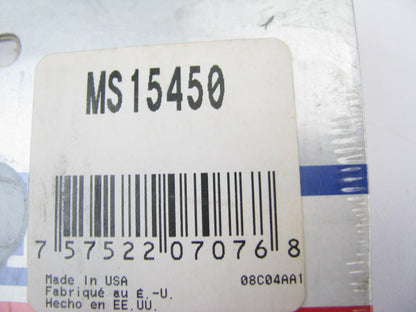 MS15450
7 57522 07076 8
Made In USA 08C04AA1
Fabriqué au É.-U.
Hecho en EE.UU.